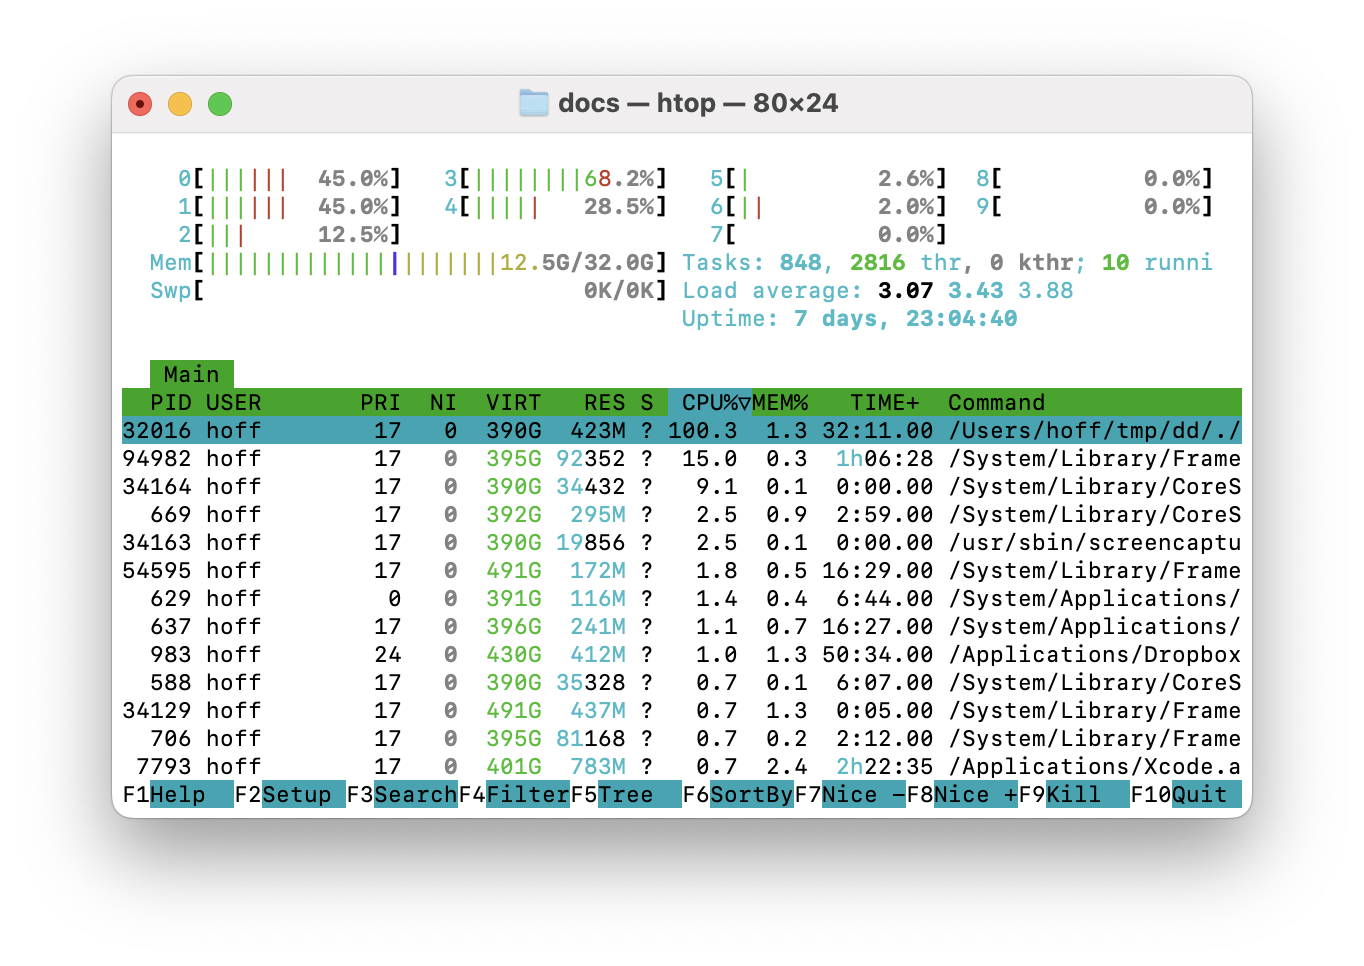 docs — htop — 80×24
0[|||||| 45.0%] 3[||||||||68.2%] 5[| 2.6%] 8[ 0.0%]
1[|||||| 45.0%] 4[||||| 28.5%] 6[|| 2.0%] 9[ 0.0%]
2[||| 12.5%] 7[ 0.0%]
Mem[|||||||||||||||||||||12.5G/32.0G] Tasks: 848, 2816 thr, 0 kthr; 10 runni
Swp[ 0K/0K] Load average: 3.07 3.43 3.88
Uptime: 7 days, 23:04:40
Main
PID USER PRI NI VIRT RES S CPU%▽MEM% TIME+ Command
32016 hoff 17 0 390G 423M ? 100.3 1.3 32:11.00 /Users/hoff/tmp/dd/./
94982 hoff 17 0 395G 92352 ? 15.0 0.3 1h06:28 /System/Library/Frame
34164 hoff 17 0 390G 34432 ? 9.1 0.1 0:00.00 /System/Library/CoreS
669 hoff 17 0 392G 295M ? 2.5 0.9 2:59.00 /System/Library/CoreS
34163 hoff 17 0 390G 19856 ? 2.5 0.1 0:00.00 /usr/sbin/screencaptu
54595 hoff 17 0 491G 172M ? 1.8 0.5 16:29.00 /System/Library/Frame
629 hoff 0 0 391G 116M ? 1.4 0.4 6:44.00 /System/Applications/
637 hoff 17 0 396G 241M ? 1.1 0.7 16:27.00 /System/Applications/
983 hoff 24 0 430G 412M ? 1.0 1.3 50:34.00 /Applications/Dropbox
588 hoff 17 0 390G 35328 ? 0.7 0.1 6:07.00 /System/Library/CoreS
34129 hoff 17 0 491G 437M ? 0.7 1.3 0:05.00 /System/Library/Frame
706 hoff 17 0 395G 81168 ? 0.7 0.2 2:12.00 /System/Library/Frame
7793 hoff 17 0 401G 783M ? 0.7 2.4 2h22:35 /Applications/Xcode.a
F1Help F2Setup F3SearchF4FilterF5Tree F6SortByF7Nice -F8Nice +F9Kill F10Quit